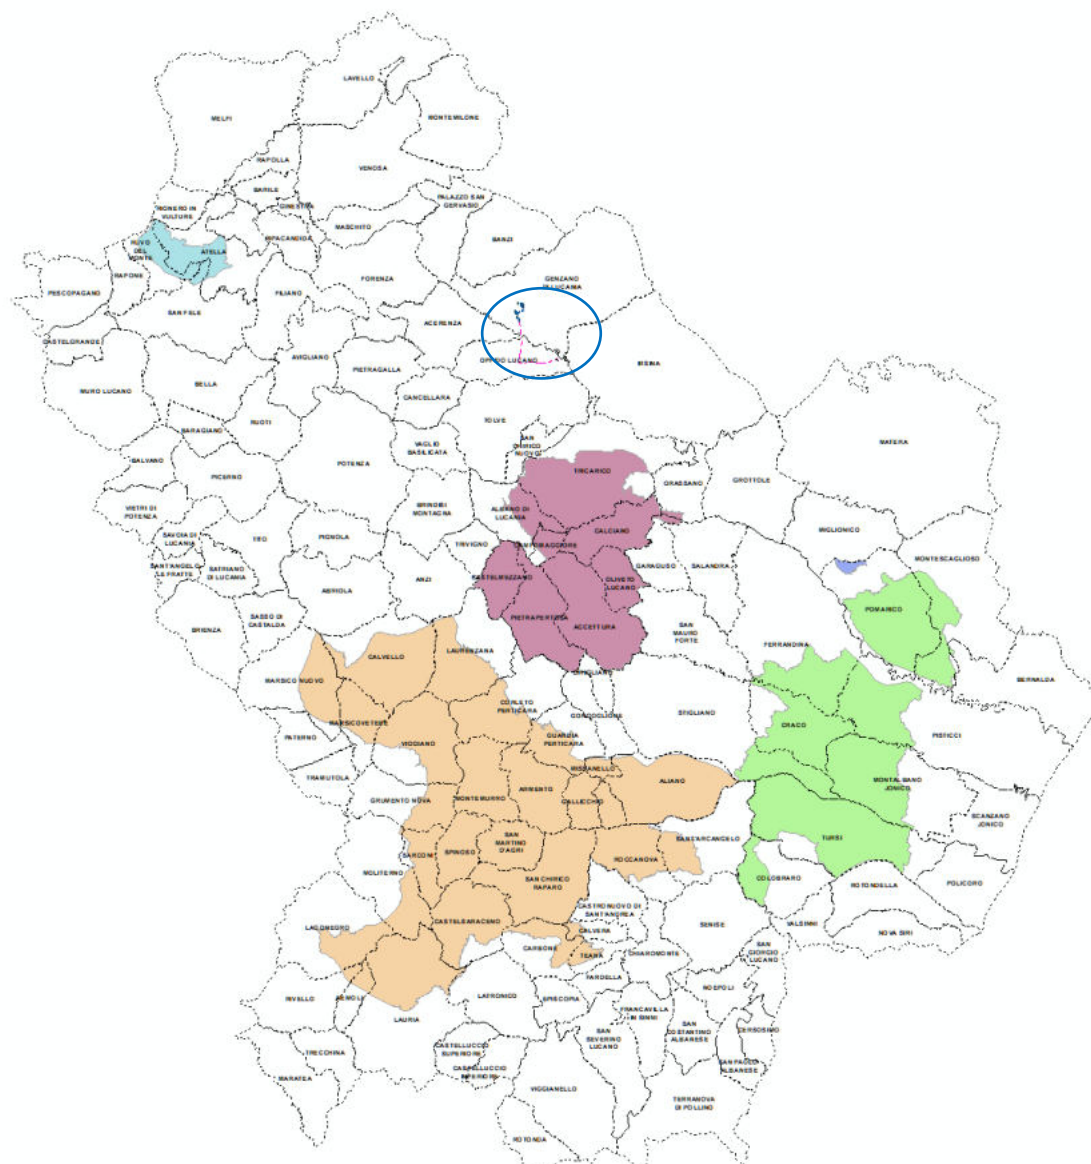 LAVELLO
MELFI
MONTEMILONE
RAPOLLA
VENOSA
BARILE
GINESTRA
PALAZZO SAN
GERVASIO
RIONERO IN
VULTURE
MASCHITO
BANZI
RIPACANDIDA
RUVO
DEL
MONTE
ATELLA
RAPONE
FORENZA
GENZANO
DI LUCANIA
PESCOPAGANO
FILIANO
SAN FELE
ACERENZA
CASTELGRANDE
AVIGLIANO
OPPIDO LUCANO
IRSINA
PIETRAGALLA
MURO LUCANO
BELLA
CANCELLARA
RUOTI
TOLVE
BARAGIANO
VAGLIO
BASILICATA
SAN
CHIRICO
NUOVO
MATERA
BALVANO
POTENZA
TRICARICO
PICERNO
GRASSANO
GROTTOLE
VIETRI DI
POTENZA
BRINDISI
MONTAGNA
ALBANO DI
LUCANIA
CALCIANO
MIGLIONICO
SAVOIA DI
LUCANIA
TITO
PIGNOLA
TRIVIGNO
CAMPOMAGGIORE
MONTESCAGLIOSO
SANT'ANGELO
LE FRATTE
SATRIANO
DI LUCANIA
ANZI
CASTELMEZZANO
OLIVETO
LUCANO
GARAGUSO
SALANDRA
ABRIOLA
POMARICO
SASSO DI
CASTALDA
BRIENZA
PIETRAPERTOSA
ACCETTURA
SAN
MAURO
FORTE
FERRANDINA
CALVELLO
LAURENZANA
CIRIGLIANO
BERNALDA
MARSICO NUOVO
CORLETO
PERTICARA
GORGOGLIONE
STIGLIANO
MARSICOVETERE
CRACO
PISTICCI
PATERNO
VIGGIANO
GUARDIA
PERTICARA
MISSANELLO
TRAMUTOLA
ALIANO
MONTALBANO
JONICO
GRUMENTO NOVA
MONTEMURRO
ARMENTO
GALLICCHIO
SCANZANO
JONICO
SAN
MARTINO
D'AGRI
SANT'ARCANGELO
TURSI
SARCONI
SPINOSO
ROCCANOVA
MOLITERNO
SAN CHIRICO
RAPARO
COLOBRARO
ROTONDELLA
POLICORO
CASTRONUOVO DI
SANT'ANDREA
LAGONEGRO
CASTELSARACENO
SENISE
VALSINNI
NOVA SIRI
CALVERA
CARBONE
TEANA
CHIAROMONTE
SAN
GIORGIO
LUCANO
FARDELLA
NOEPOLI
RIVELLO
NEMOLI
LATRONICO
EPISCOPIA
LAURIA
FRANCAVILLA
IN SINNI
SAN
COSTANTINO
ALBANESE
CERSOSIMO
SAN
SEVERINO
LUCANO
TRECCHINA
CASTELLUCCIO
SUPERIORE
SAN PAOLO
ALBANESE
CASTELLUCCIO
INFERIORE
MARATEA
VIGGIANELLO
TERRANOVA
DI POLLINO
ROTONDA